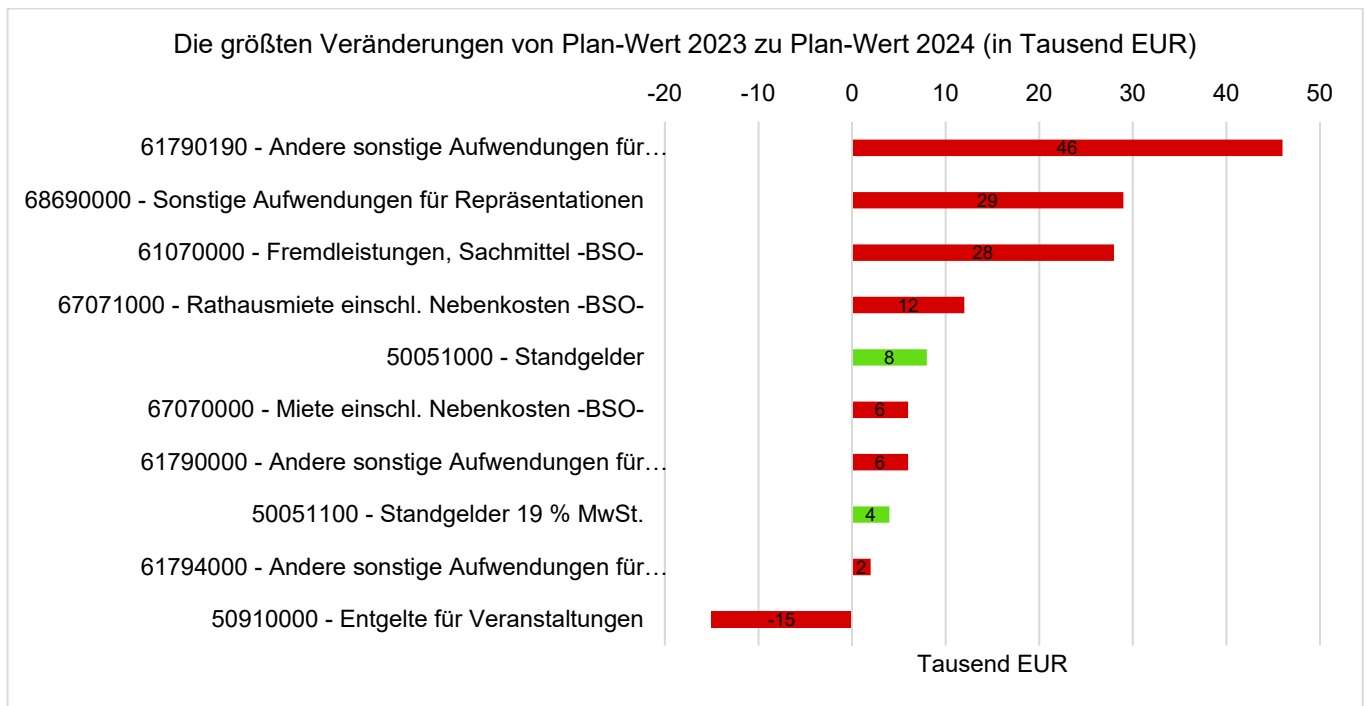 Die größten Veränderungen von Plan-Wert 2023 zu Plan-Wert 2024 (in Tausend EUR)
-20 -10 0 10 20 30 40 50
61790190 - Andere sonstige Aufwendungen für… 46
68690000 - Sonstige Aufwendungen für Repräsentationen 29
61070000 - Fremdleistungen, Sachmittel -BSO- 28
67071000 - Rathausmiete einschl. Nebenkosten -BSO- 12
50051000 - Standgelder 8
67070000 - Miete einschl. Nebenkosten -BSO- 6
61790000 - Andere sonstige Aufwendungen für… 6
50051100 - Standgelder 19 % MwSt. 4
61794000 - Andere sonstige Aufwendungen für… 2
50910000 - Entgelte für Veranstaltungen -15
Tausend EUR